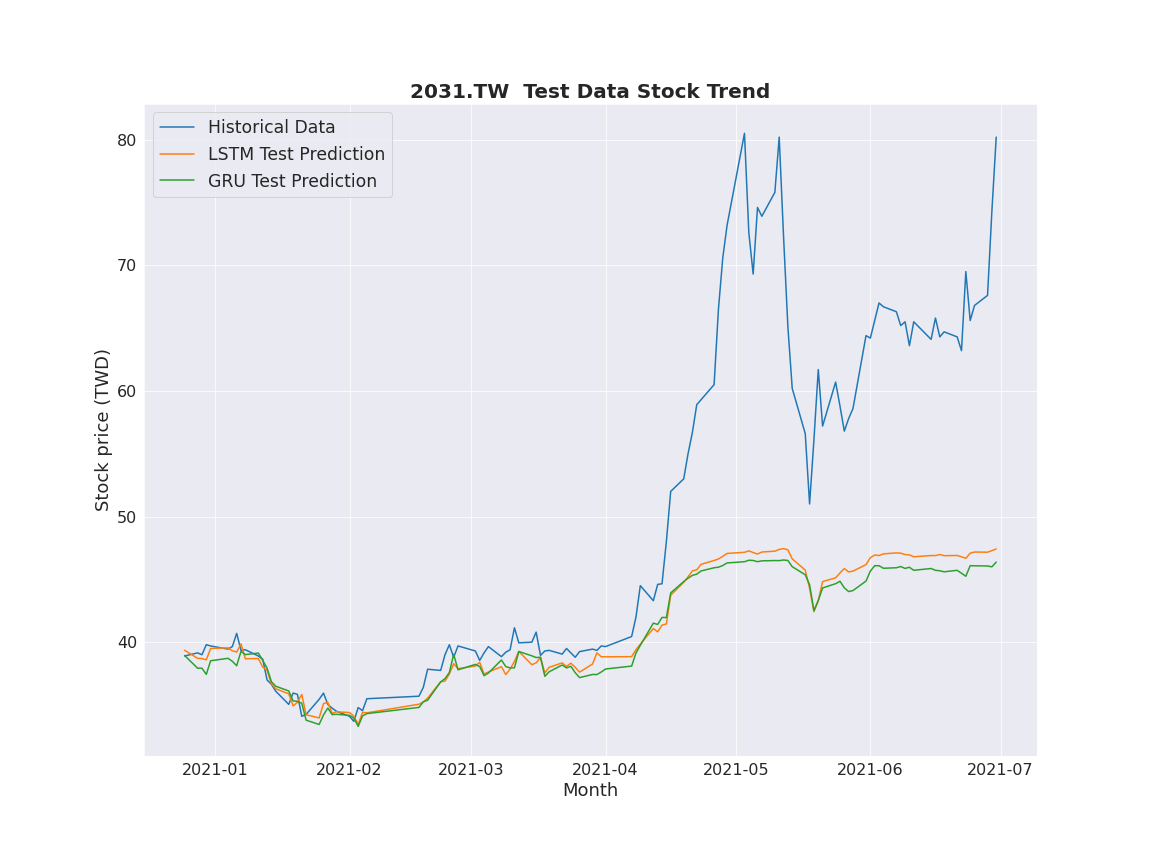 2031.TW  Test Data Stock Trend
Historical Data
LSTM Test Prediction
GRU Test Prediction
80
70
60
50
40
Stock price (TWD)
2021-01 2021-02 2021-03 2021-04 2021-05 2021-06 2021-07
Month